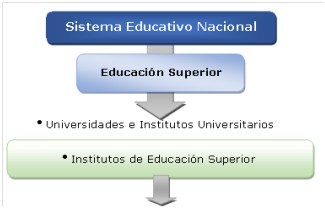 Sistema Educativo Nacional
Educación Superior
• Universidades e Institutos Universitarios
• Institutos de Educación Superior